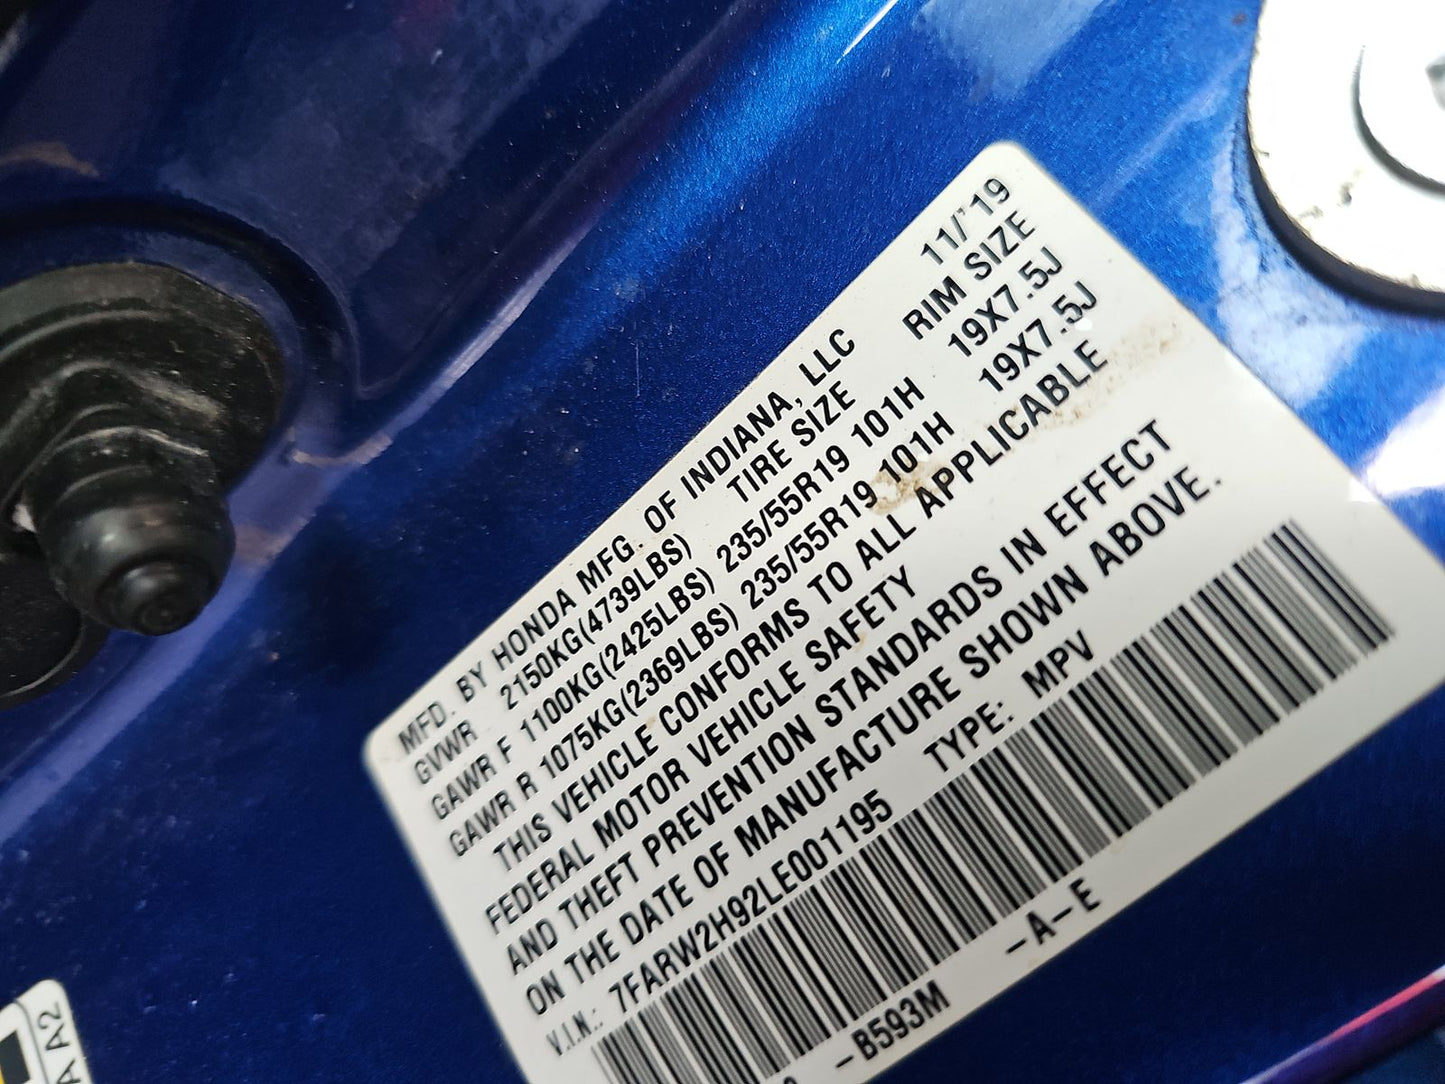 MFD. BY HONDA MFG. OF INDIANA, LLC 11/'19
GVWR 2150KG(4739LBS) TIRE SIZE RIM SIZE
GAWR F 1100KG(2425LBS) 235/55R19 101H 19X7.5J
GAWR R 1075KG(2369LBS) 235/55R19 101H 19X7.5J
THIS VEHICLE CONFORMS TO ALL APPLICABLE
FEDERAL MOTOR VEHICLE SAFETY
AND THEFT PREVENTION STANDARDS IN EFFECT
ON THE DATE OF MANUFACTURE SHOWN ABOVE.
V.I.N.: 7FARW2H92LE001195 TYPE: MPV
-B593M -A-E
A A2